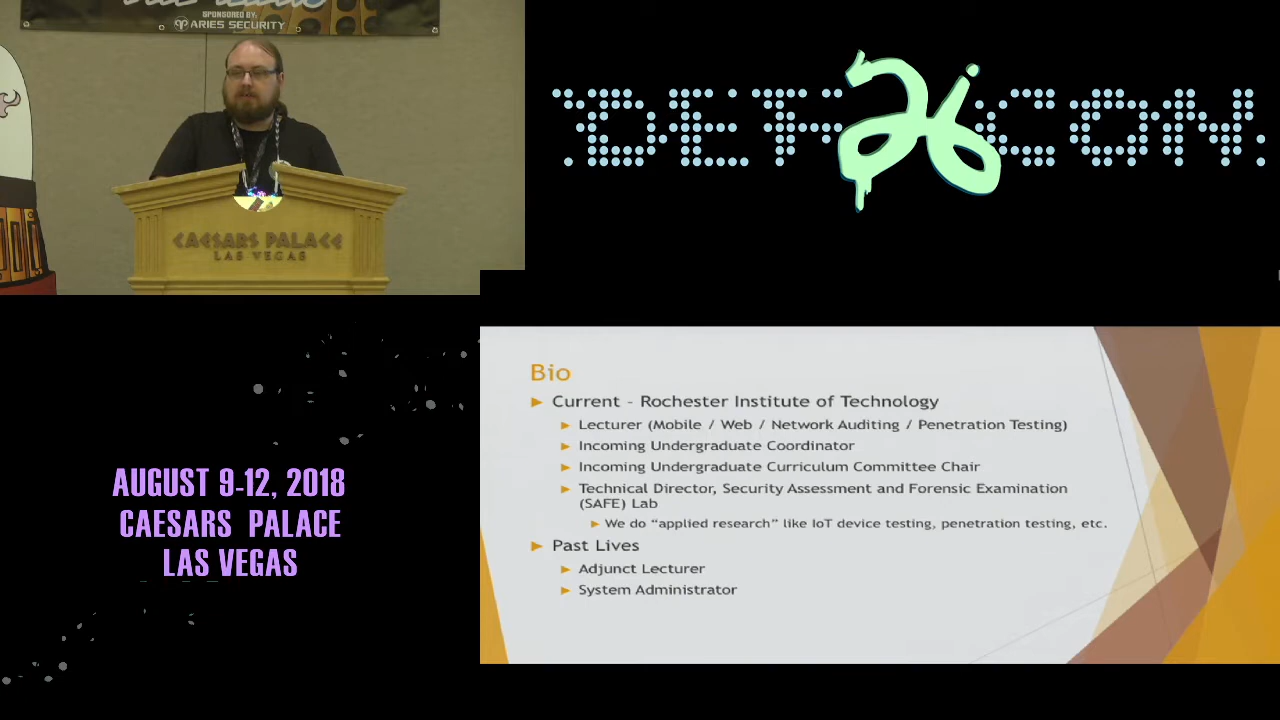 SPONSORED BY:
ARIES SECURITY
CAESARS PALACE
LAS VEGAS
DEF 26 CON
AUGUST 9-12, 2018
CAESARS PALACE
LAS VEGAS
Bio
Current - Rochester Institute of Technology
Lecturer (Mobile / Web / Network Auditing / Penetration Testing)
Incoming Undergraduate Coordinator
Incoming Undergraduate Curriculum Committee Chair
Technical Director, Security Assessment and Forensic Examination
(SAFE) Lab
We do “applied research” like IoT device testing, penetration testing, etc.
Past Lives
Adjunct Lecturer
System Administrator